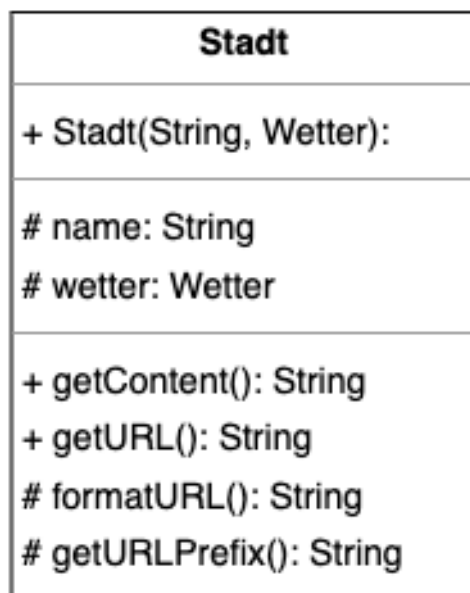 Stadt
+ Stadt(String, Wetter):
# name: String
# wetter: Wetter
+ getContent(): String
+ getURL(): String
# formatURL(): String
# getURLPrefix(): String